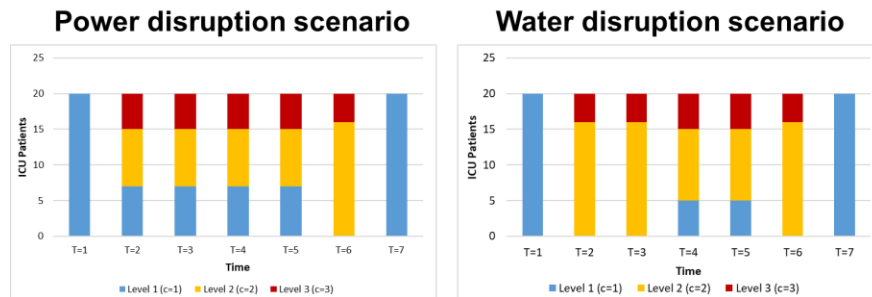 Power disruption scenario
25
20
15
10
5
0
ICU Patients
T=1 T=2 T=3 T=4 T=5 T=6 T=7
Time
Level 1 (c=1) Level 2 (c=2) Level 3 (c=3)
Water disruption scenario
25
20
15
10
5
0
ICU Patients
T=1 T=2 T=3 T=4 T=5 T=6 T=7
Time
Level 1 (c=1) Level 2 (c=2) Level 3 (c=3)